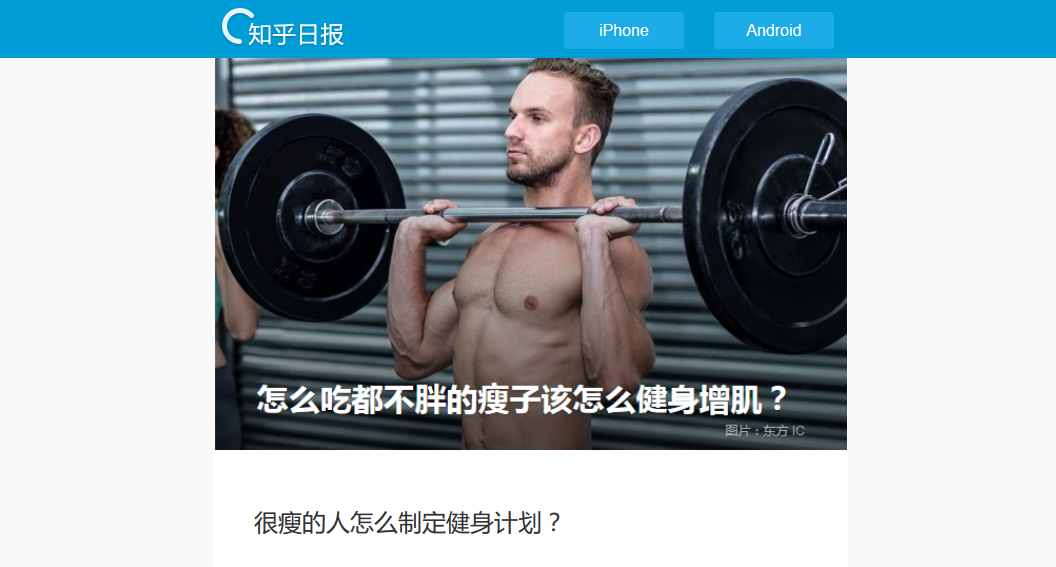 知乎日报
iPhone
Android
怎么吃都不胖的瘦子该怎么健身增肌？
图片：东方 IC
很瘦的人怎么制定健身计划？